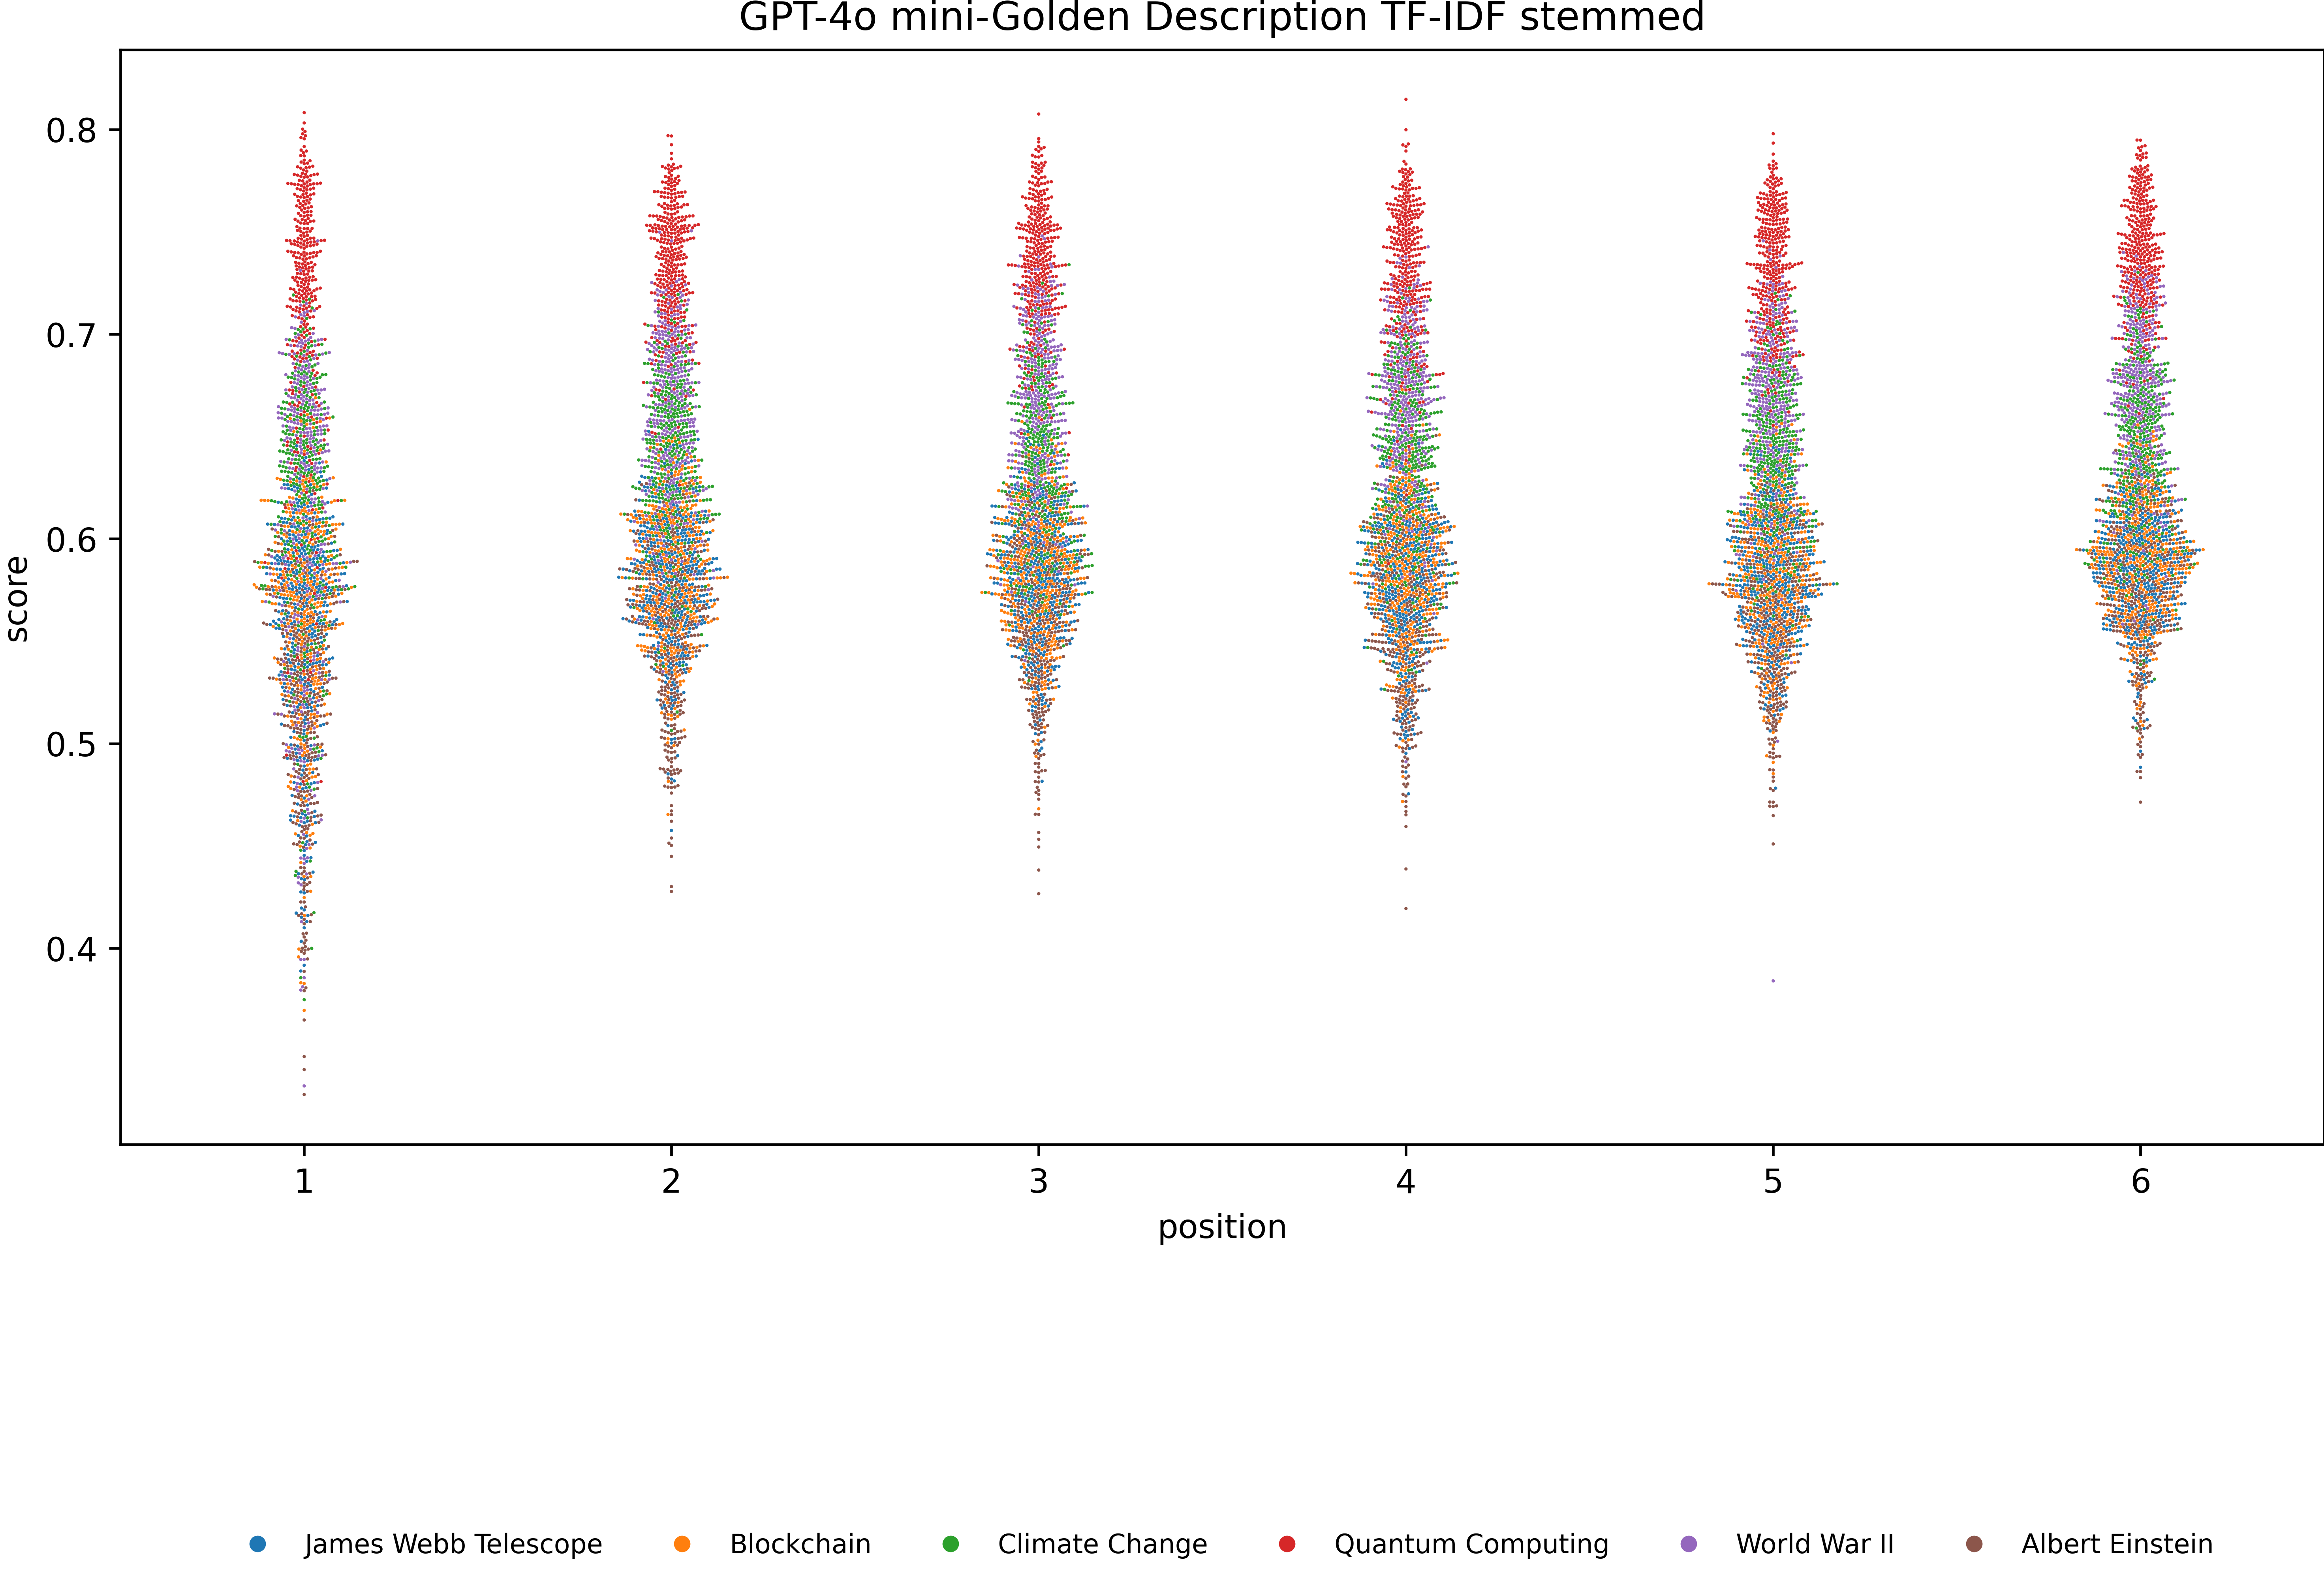 GPT-4o mini-Golden Description TF-IDF stemmed
score
0.8
0.7
0.6
0.5
0.4
1 2 3 4 5 6
position
James Webb Telescope Blockchain Climate Change Quantum Computing World War II Albert Einstein